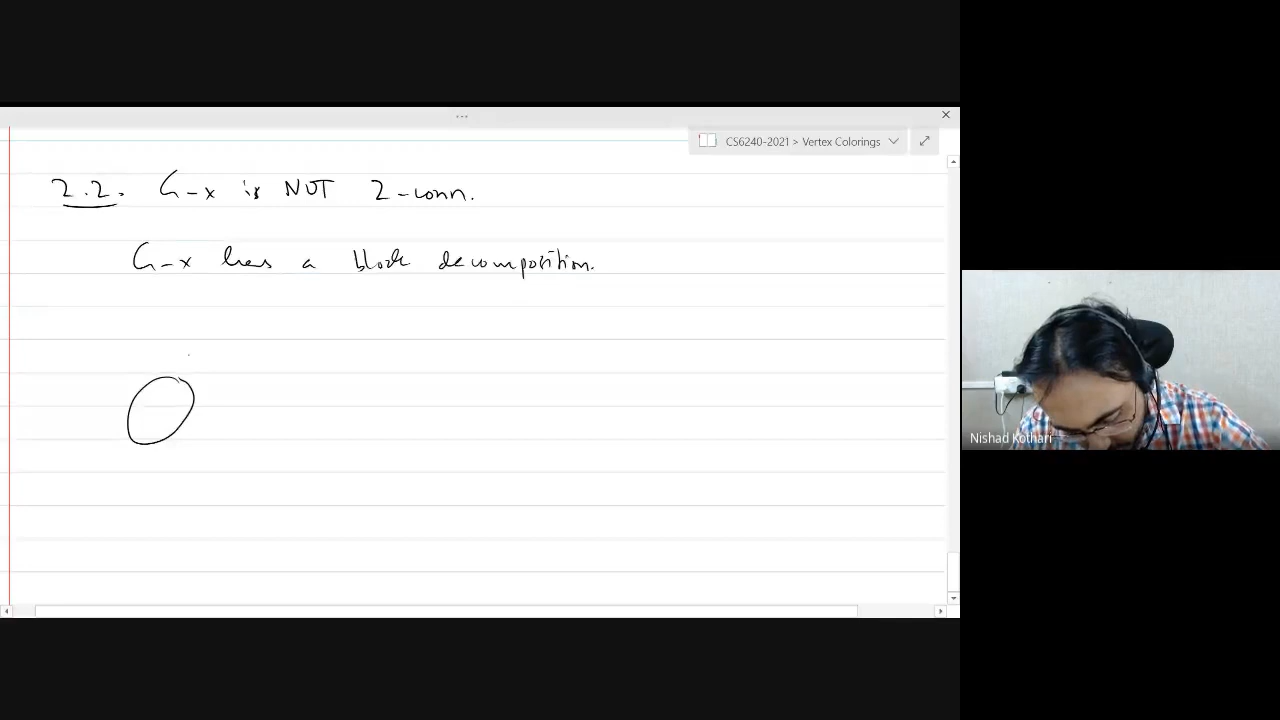 CS6240-2021 > Vertex Colorings
2.2. G-x is NOT 2-conn.
G-x has a block decomposition.
Nishad Kothari